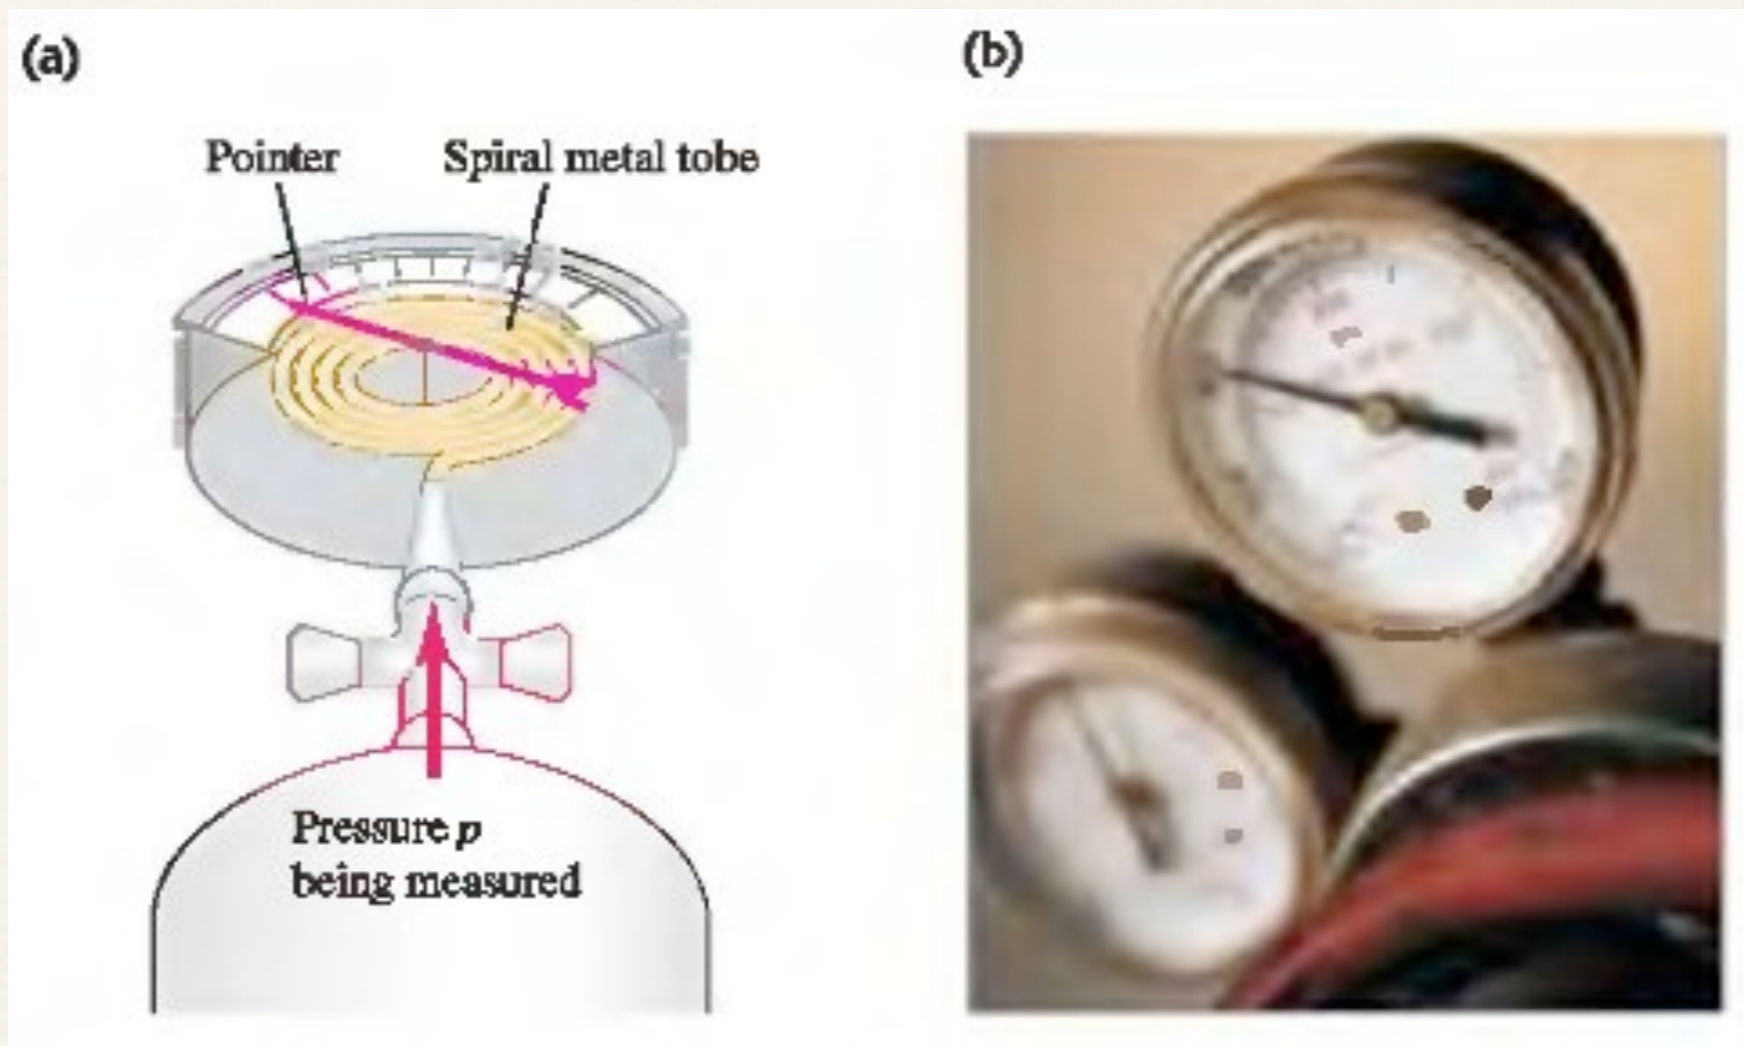 (a)
Pointer
Spiral metal tobe
Pressure p
being measured
(b)